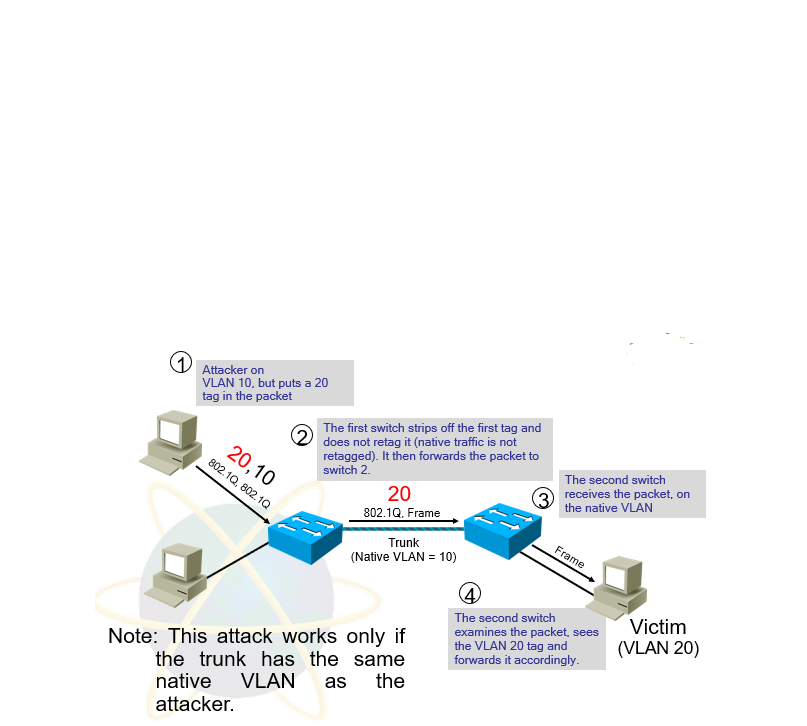 1
Attacker on
VLAN 10, but puts a 20
tag in the packet
2
The first switch strips off the first tag and
does not retag it (native traffic is not
retagged). It then forwards the packet to
switch 2.
20, 10
802.1Q, 802.1Q
20
802.1Q, Frame
Trunk
(Native VLAN = 10)
3
The second switch
receives the packet, on
the native VLAN
Frame
4
The second switch
examines the packet, sees
the VLAN 20 tag and
forwards it accordingly.
Victim
(VLAN 20)
Note: This attack works only if
the trunk has the same
native VLAN as the
attacker.